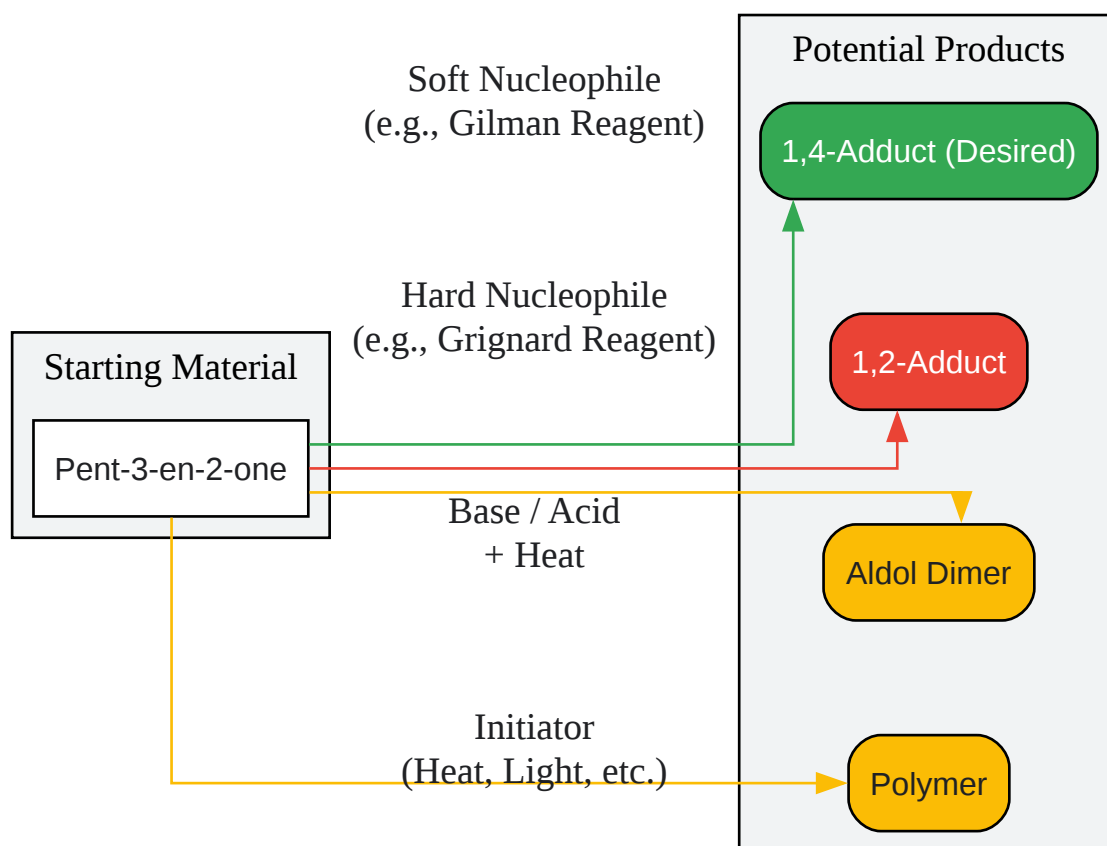 Potential Products
Soft Nucleophile
(e.g., Gilman Reagent)
1,4-Adduct (Desired)
Hard Nucleophile
(e.g., Grignard Reagent)
1,2-Adduct
Starting Material
Pent-3-en-2-one
Base / Acid
+ Heat
Aldol Dimer
Initiator
(Heat, Light, etc.)
Polymer